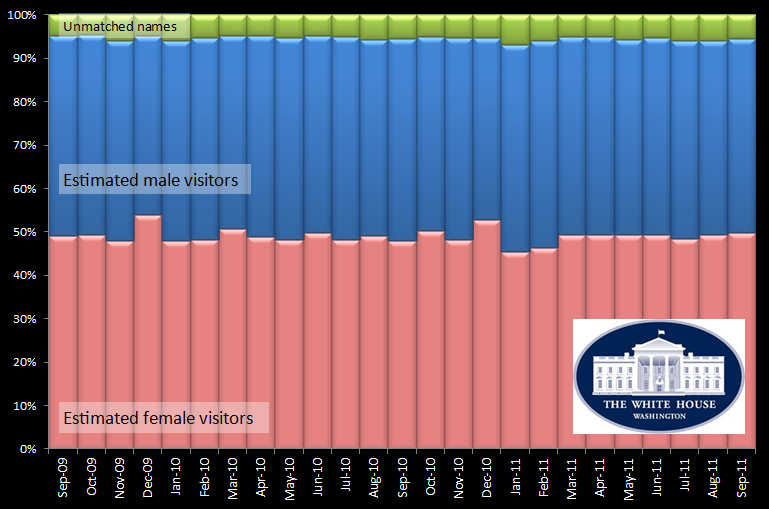 100%
90%
80%
70%
60%
50%
40%
30%
20%
10%
0%
Unmatched names
Estimated male visitors
Estimated female visitors
THE WHITE HOUSE
WASHINGTON
Sep-09
Oct-09
Nov-09
Dec-09
Jan-10
Feb-10
Mar-10
Apr-10
May-10
Jun-10
Jul-10
Aug-10
Sep-10
Oct-10
Nov-10
Dec-10
Jan-11
Feb-11
Mar-11
Apr-11
May-11
Jun-11
Jul-11
Aug-11
Sep-11